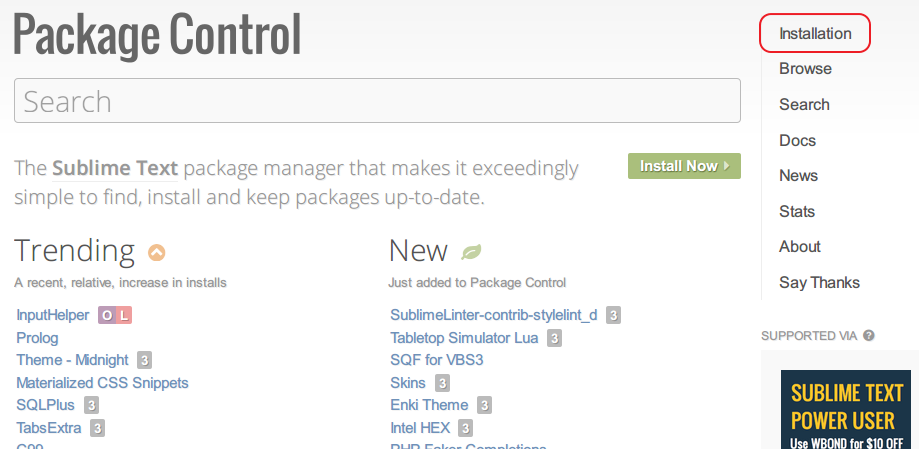 Package Control
Search
The Sublime Text package manager that makes it exceedingly
simple to find, install and keep packages up-to-date.
Install Now
Trending
A recent, relative, increase in installs
InputHelper O L
Prolog
Theme - Midnight 3
Materialized CSS Snippets
SQLPlus 3
TabsExtra 3
C99
New
Just added to Package Control
SublimeLinter-contrib-stylelint_d 3
Tabletop Simulator Lua 3
SQF for VBS3
Skins 3
Enki Theme 3
Intel HEX 3
PHP Faker Completions
Installation
Browse
Search
Docs
News
Stats
About
Say Thanks
SUPPORTED VIA ?
SUBLIME TEXT
POWER USER
Use WBOND for $10 OFF